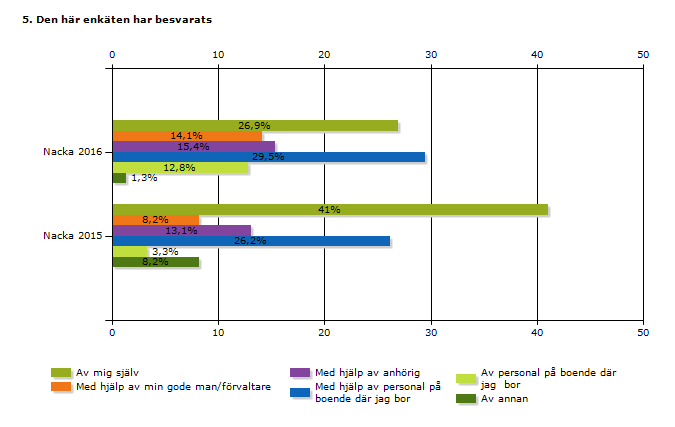 5. Den här enkäten har besvarats
0 10 20 30 40 50
Nacka 2016
26,9%
14,1%
15,4%
29,5%
12,8%
1,3%
Nacka 2015
41%
8,2%
13,1%
26,2%
3,3%
8,2%
0 10 20 30 40 50
Av mig själv
Med hjälp av min gode man/förvaltare
Med hjälp av anhörig
Med hjälp av personal på
boende där jag bor
Av personal på boende där
jag bor
Av annan